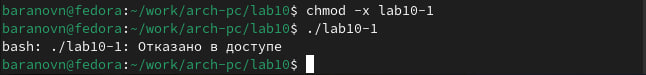 baranovn@fedora:~/work/arch-pc/lab10$ chmod -x lab10-1
baranovn@fedora:~/work/arch-pc/lab10$ ./lab10-1
bash: ./lab10-1: Отказано в доступе
baranovn@fedora:~/work/arch-pc/lab10$